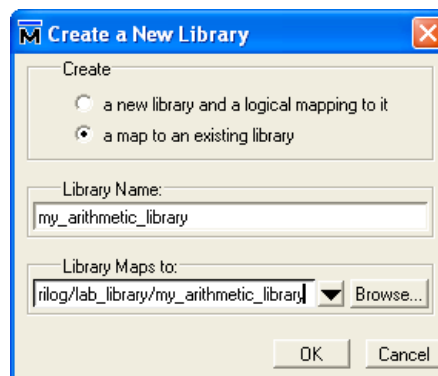 Create a New Library
Create
a new library and a logical mapping to it
a map to an existing library
Library Name:
my_arithmetic_library
Library Maps to:
rilog/lab_library/my_arithmetic_library
Browse...
OK
Cancel